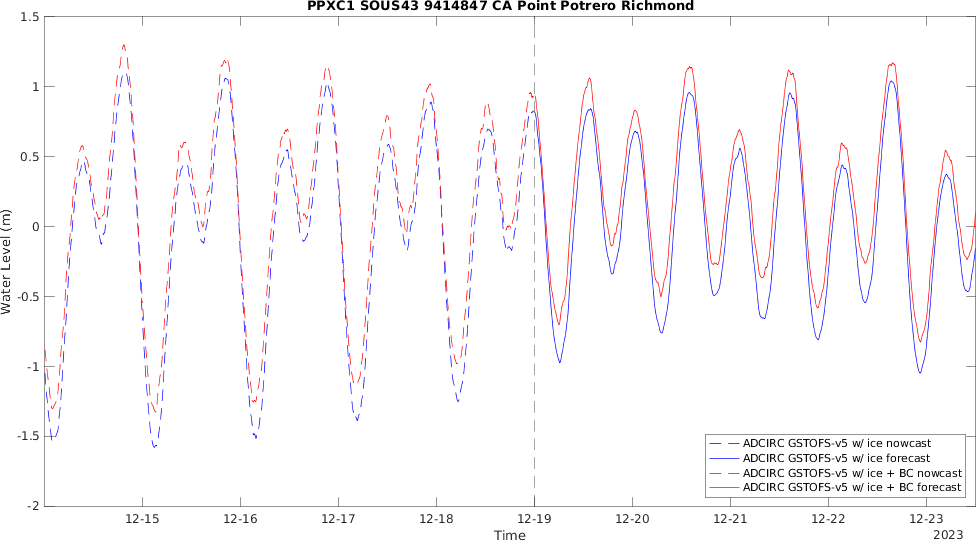 PPXC1 SOUS43 9414847 CA Point Potrero Richmond
1.5
1
0.5
0
-0.5
-1
-1.5
-2
Water Level (m)
12-15 12-16 12-17 12-18 12-19 12-20 12-21 12-22 12-23
Time
2023
ADCIRC GSTOFS-v5 w/ ice nowcast
ADCIRC GSTOFS-v5 w/ ice forecast
ADCIRC GSTOFS-v5 w/ ice + BC nowcast
ADCIRC GSTOFS-v5 w/ ice + BC forecast